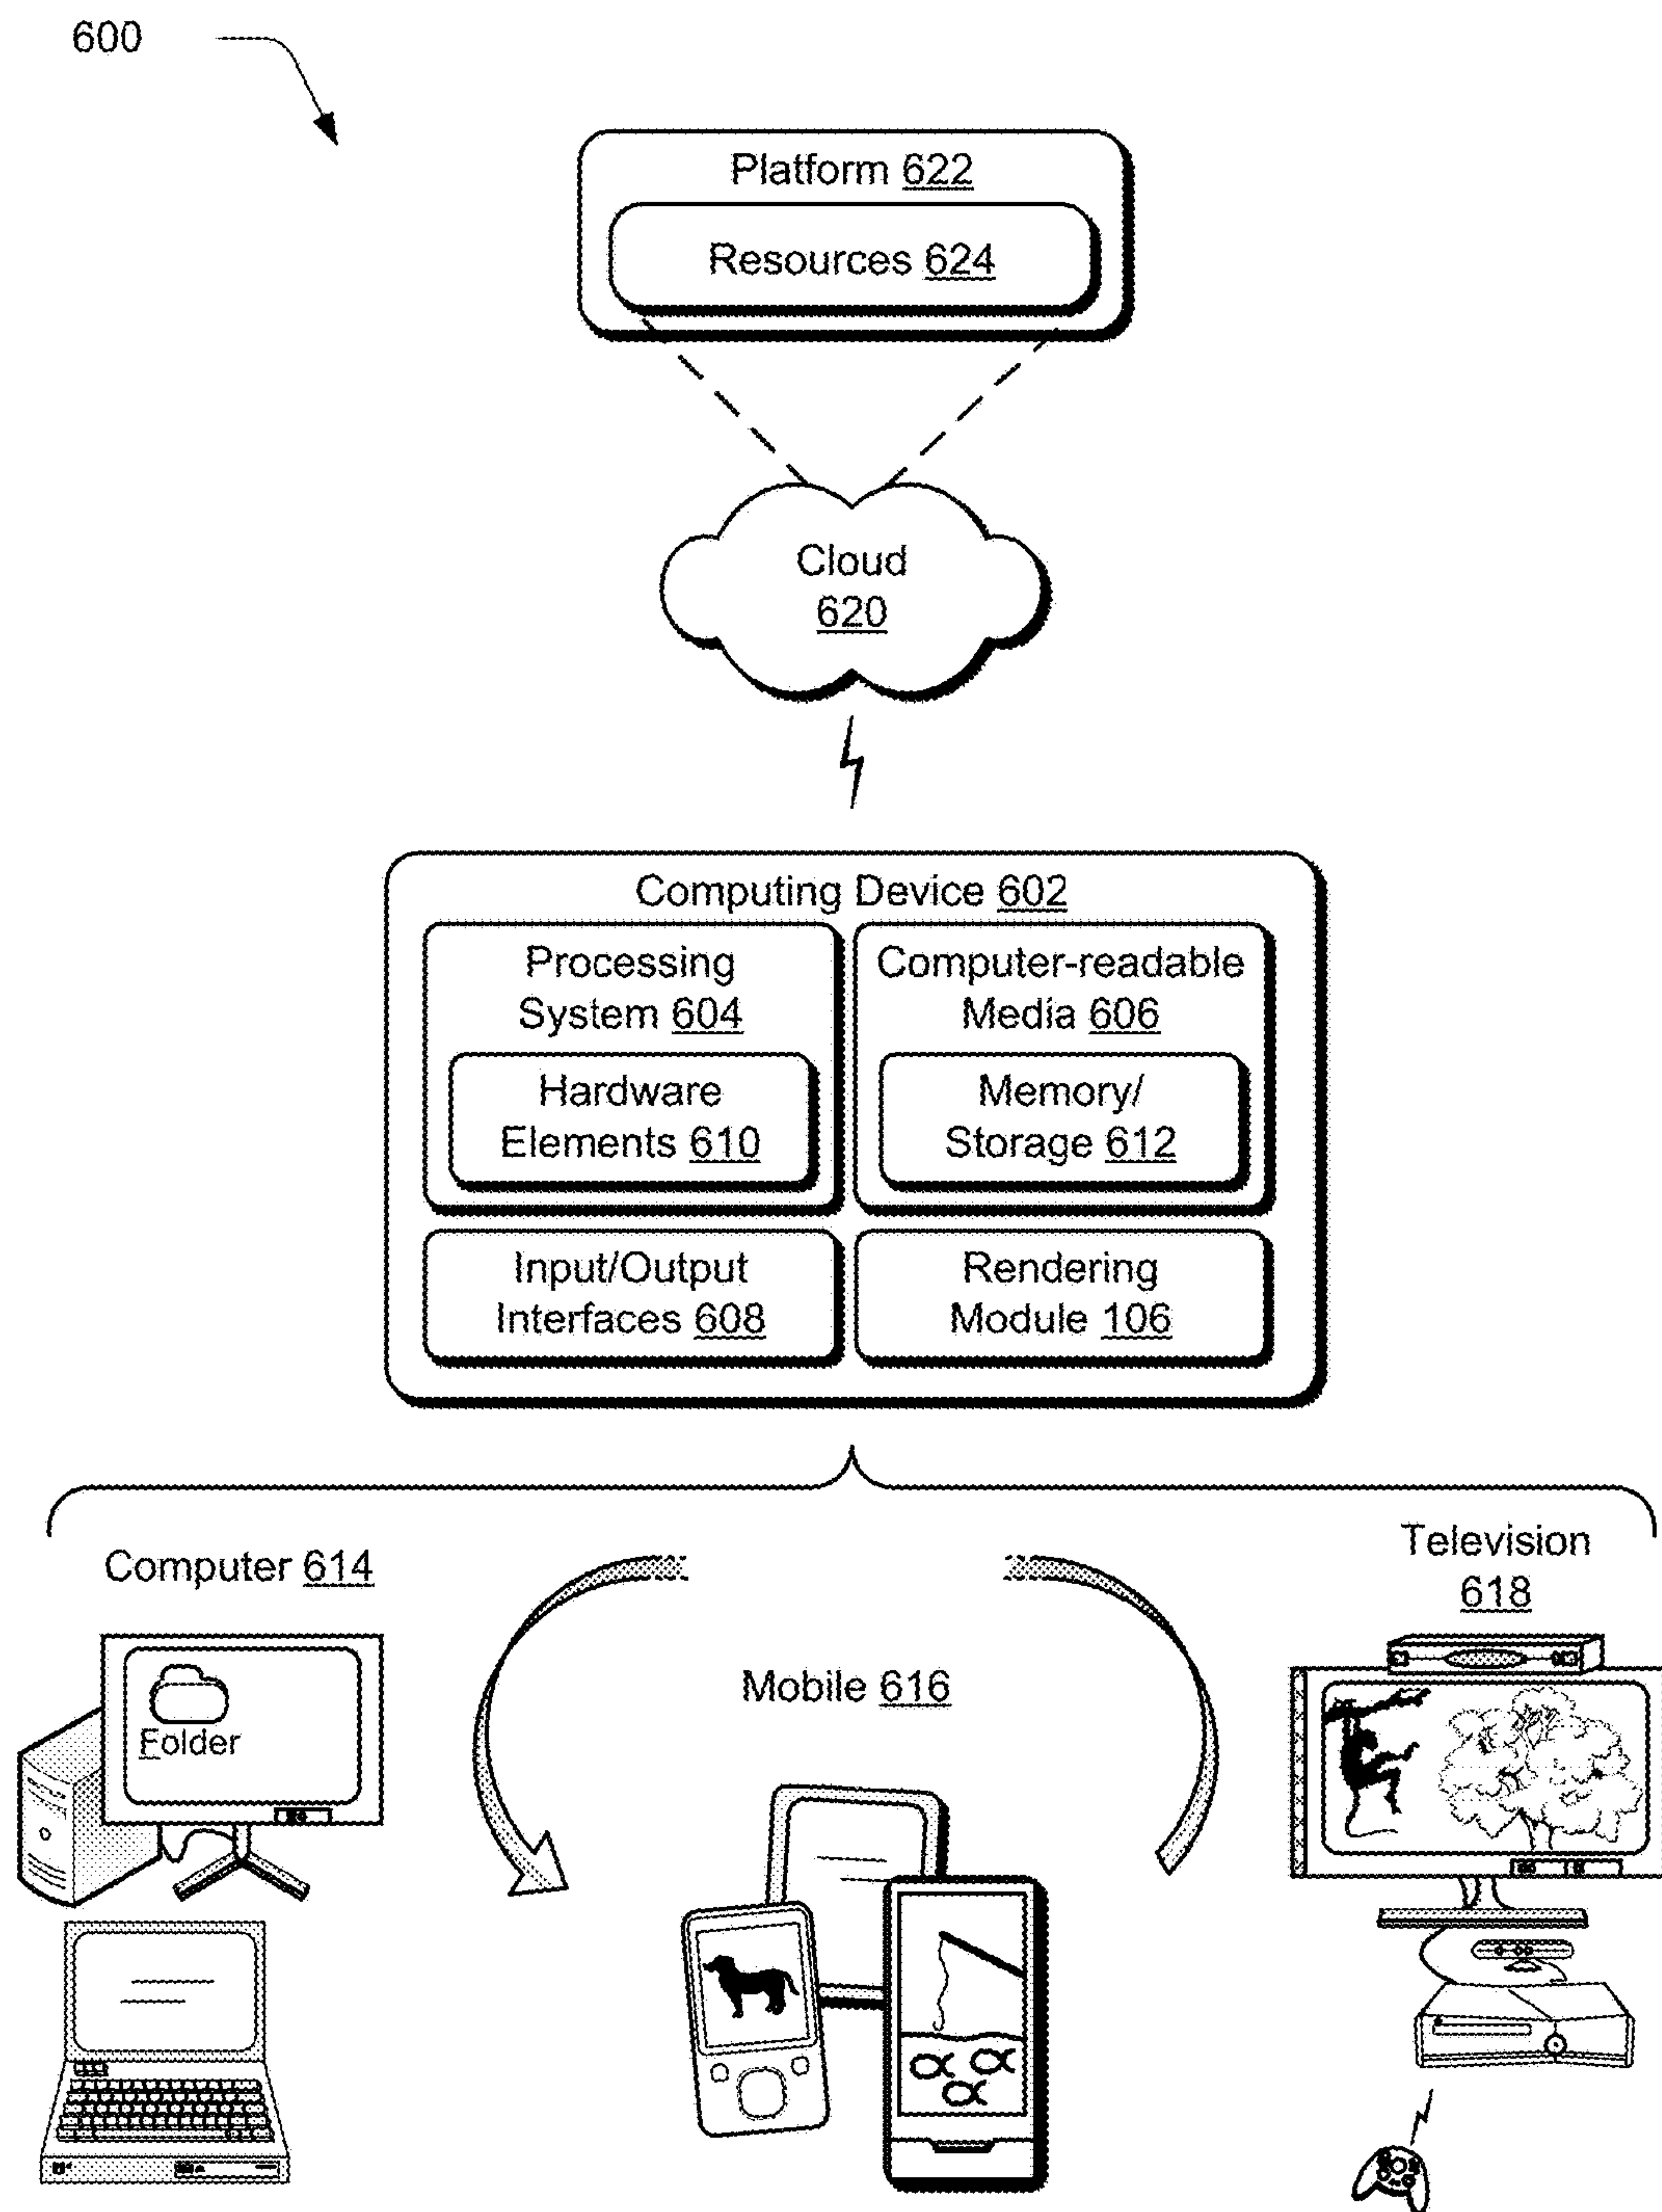 600
Platform 622
Resources 624
Cloud
620
Computing Device 602
Processing
System 604
Computer-readable
Media 606
Hardware
Elements 610
Memory/
Storage 612
Input/Output
Interfaces 608
Rendering
Module 106
Computer 614
Television
618
Mobile 616
Folder